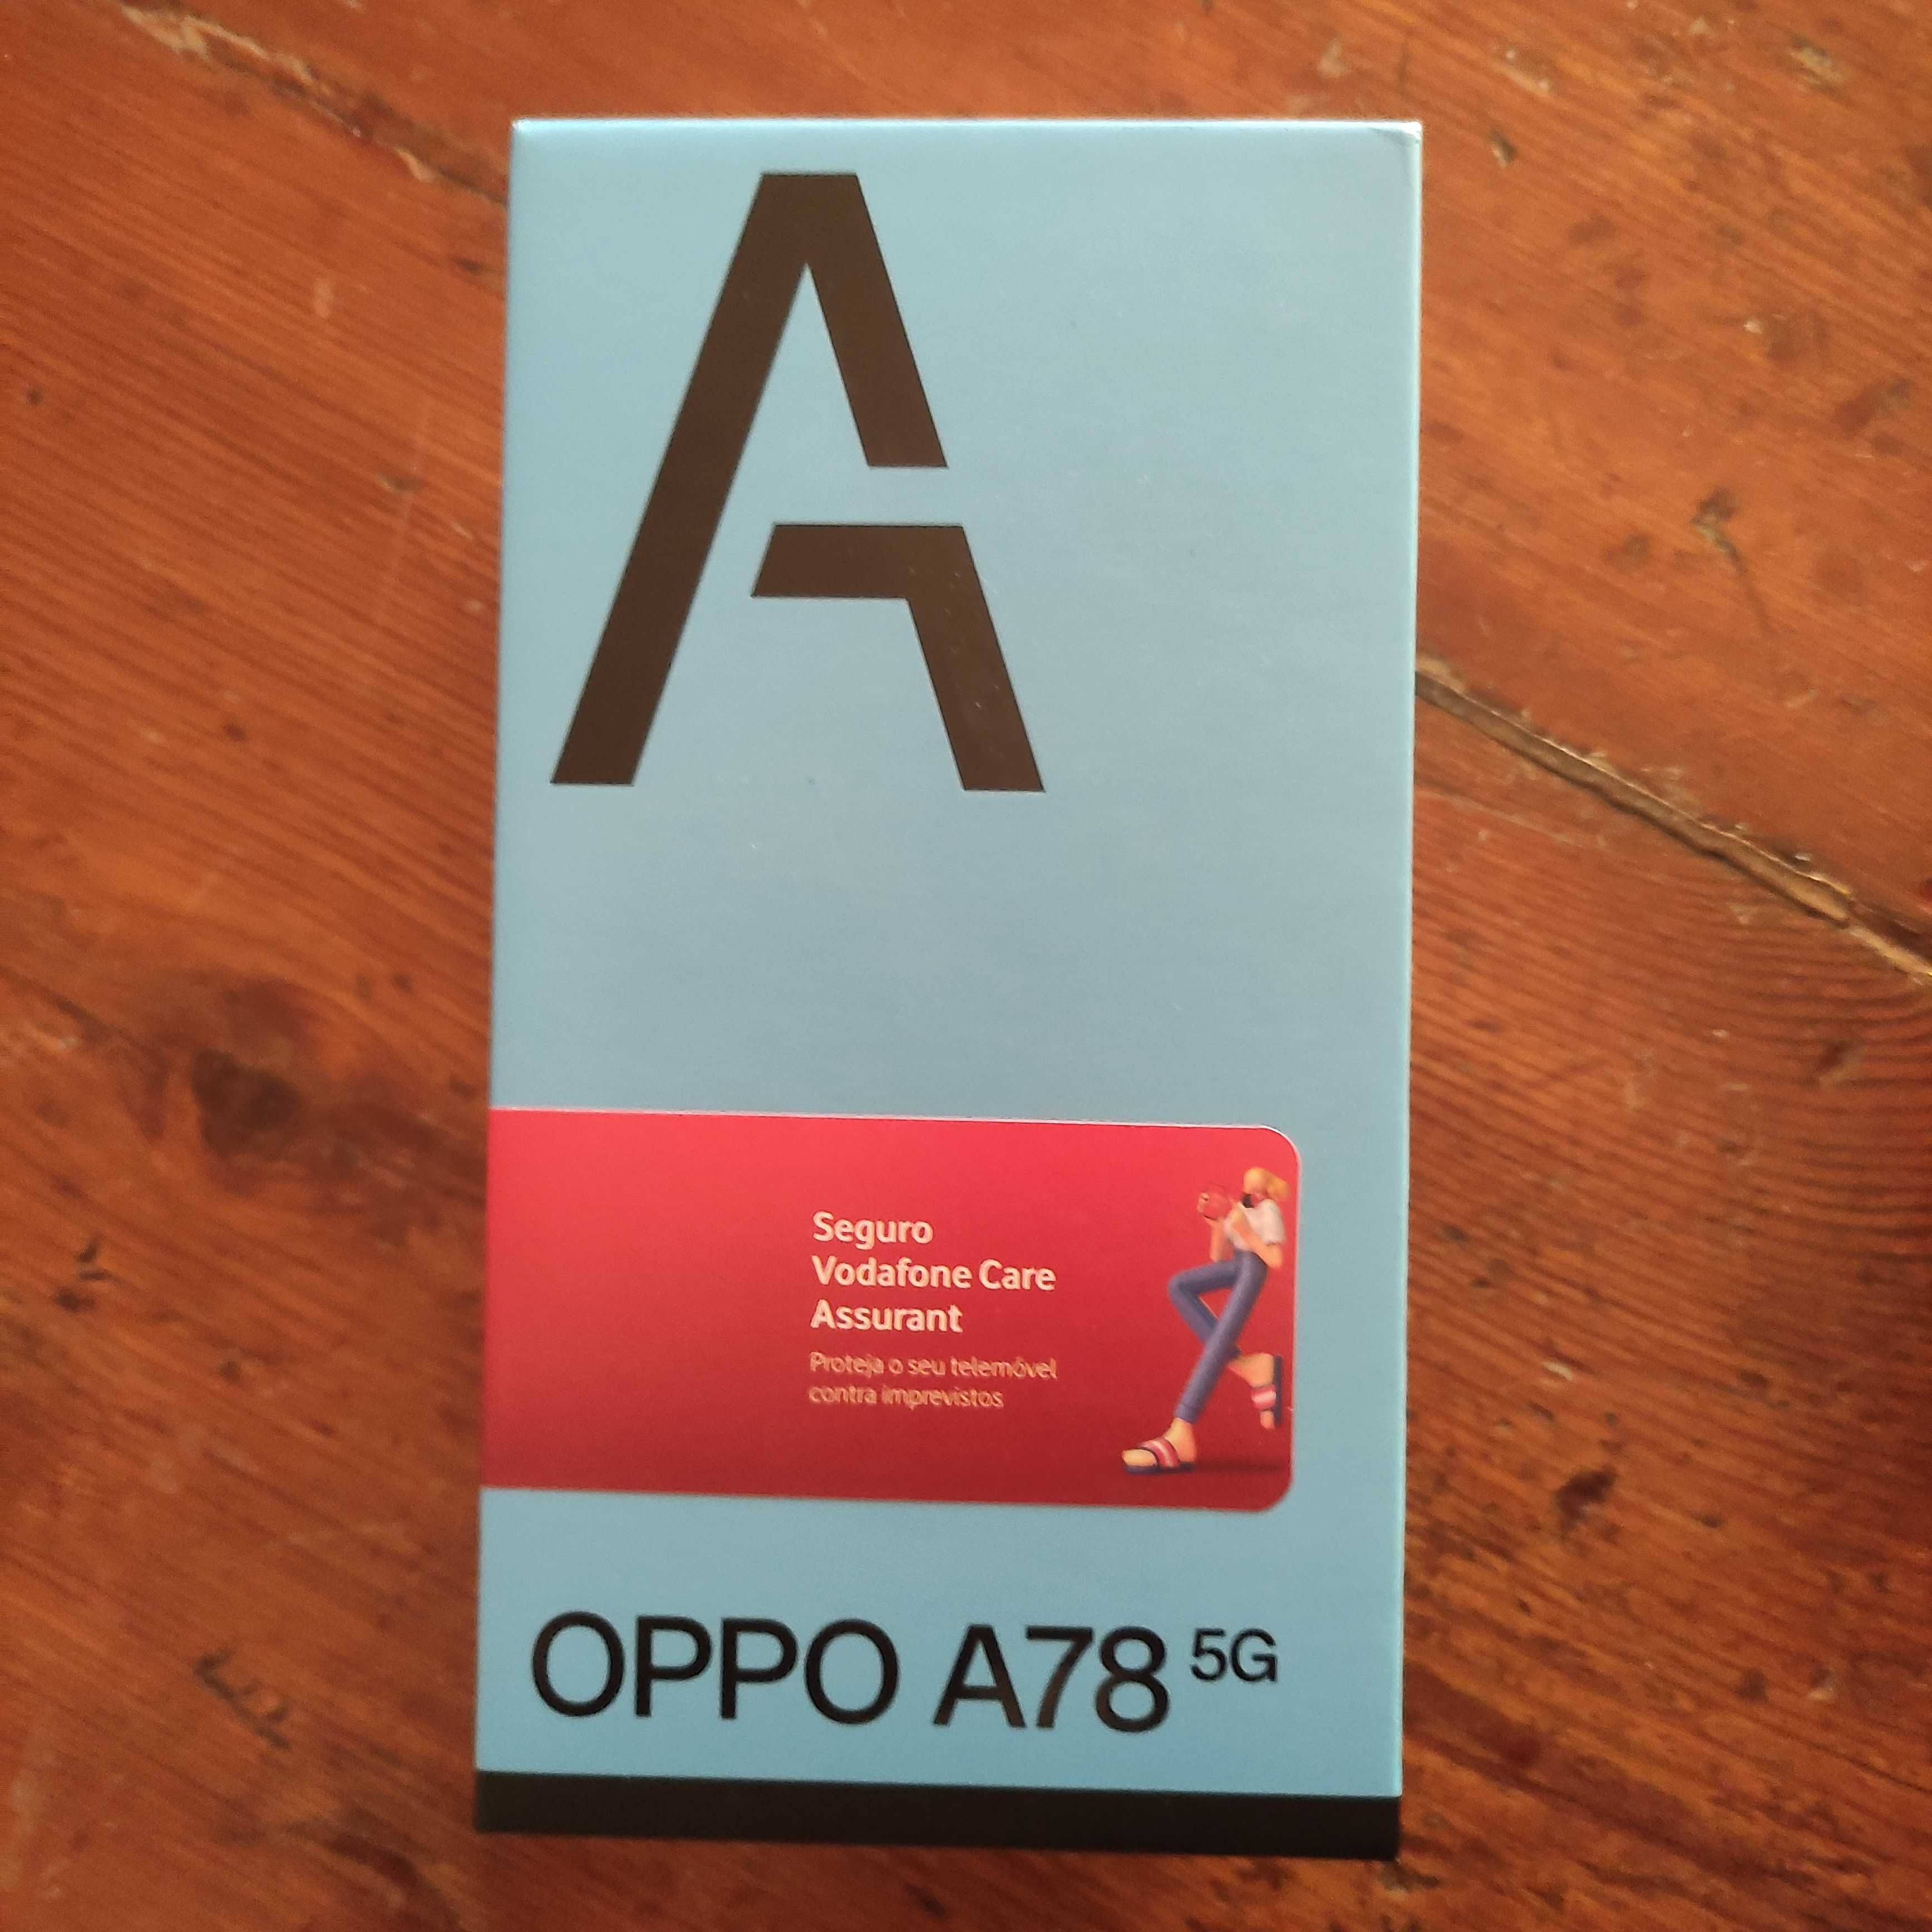 A
Seguro
Vodafone Care
Assurant
Proteja o seu telemóvel
contra imprevistos
OPPO A78 5G